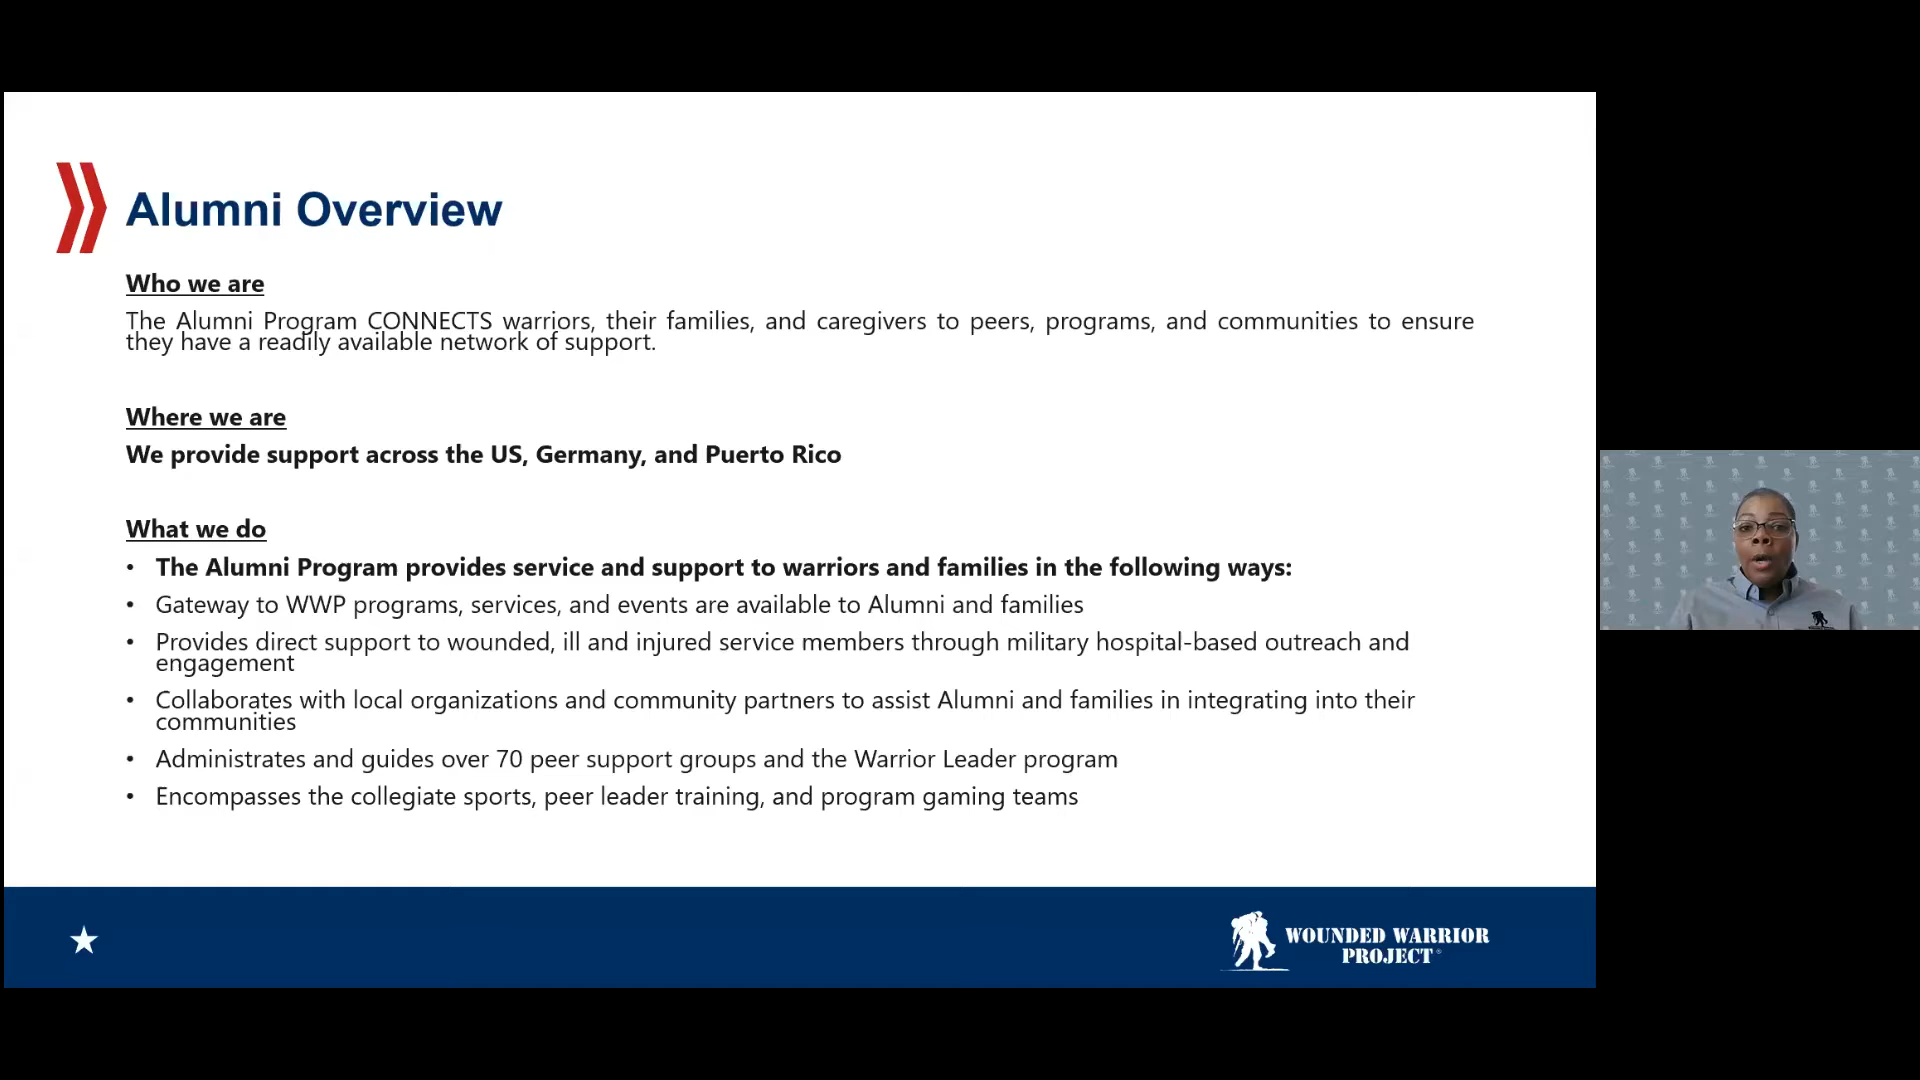 Alumni Overview
Who we are
The Alumni Program CONNECTS warriors, their families, and caregivers to peers, programs, and communities to ensure
they have a readily available network of support.
Where we are
We provide support across the US, Germany, and Puerto Rico
What we do
• The Alumni Program provides service and support to warriors and families in the following ways:
• Gateway to WWP programs, services, and events are available to Alumni and families
• Provides direct support to wounded, ill and injured service members through military hospital-based outreach and
engagement
• Collaborates with local organizations and community partners to assist Alumni and families in integrating into their
communities
• Administrates and guides over 70 peer support groups and the Warrior Leader program
• Encompasses the collegiate sports, peer leader training, and program gaming teams
WOUNDED WARRIOR
PROJECT®